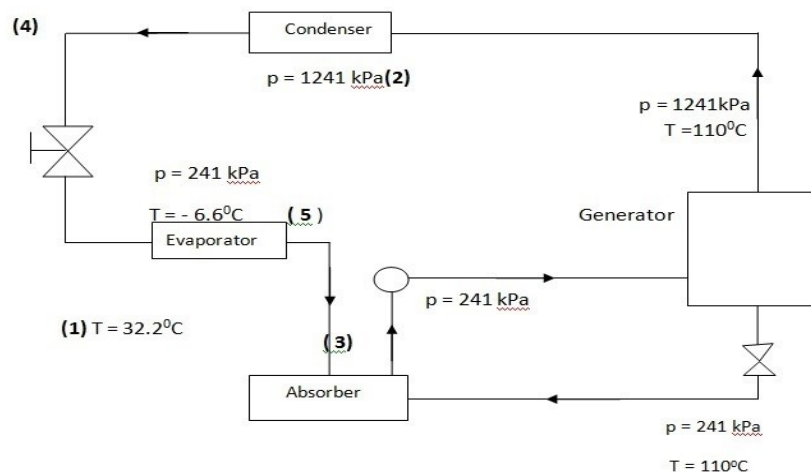 (4)
Condenser
p = 1241 kPa(2)
p = 1241kPa
T =110⁰C
p = 241 kPa
T = - 6.6⁰C (5 )
Evaporator
Generator
p = 241 kPa
(1) T = 32.2⁰C
(3)
Absorber
p = 241 kPa
T = 110⁰C